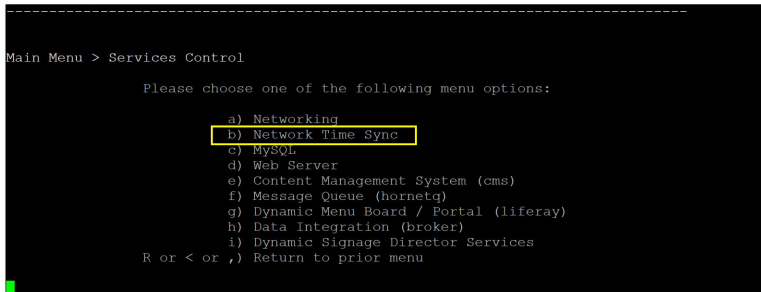 Main Menu > Services Control
Please choose one of the following menu options:
a) Networking
b) Network Time Sync
c) MySQL
d) Web Server
e) Content Management System (cms)
f) Message Queue (hornetq)
g) Dynamic Menu Board / Portal (liferay)
h) Data Integration (broker)
i) Dynamic Signage Director Services
R or < or ,) Return to prior menu